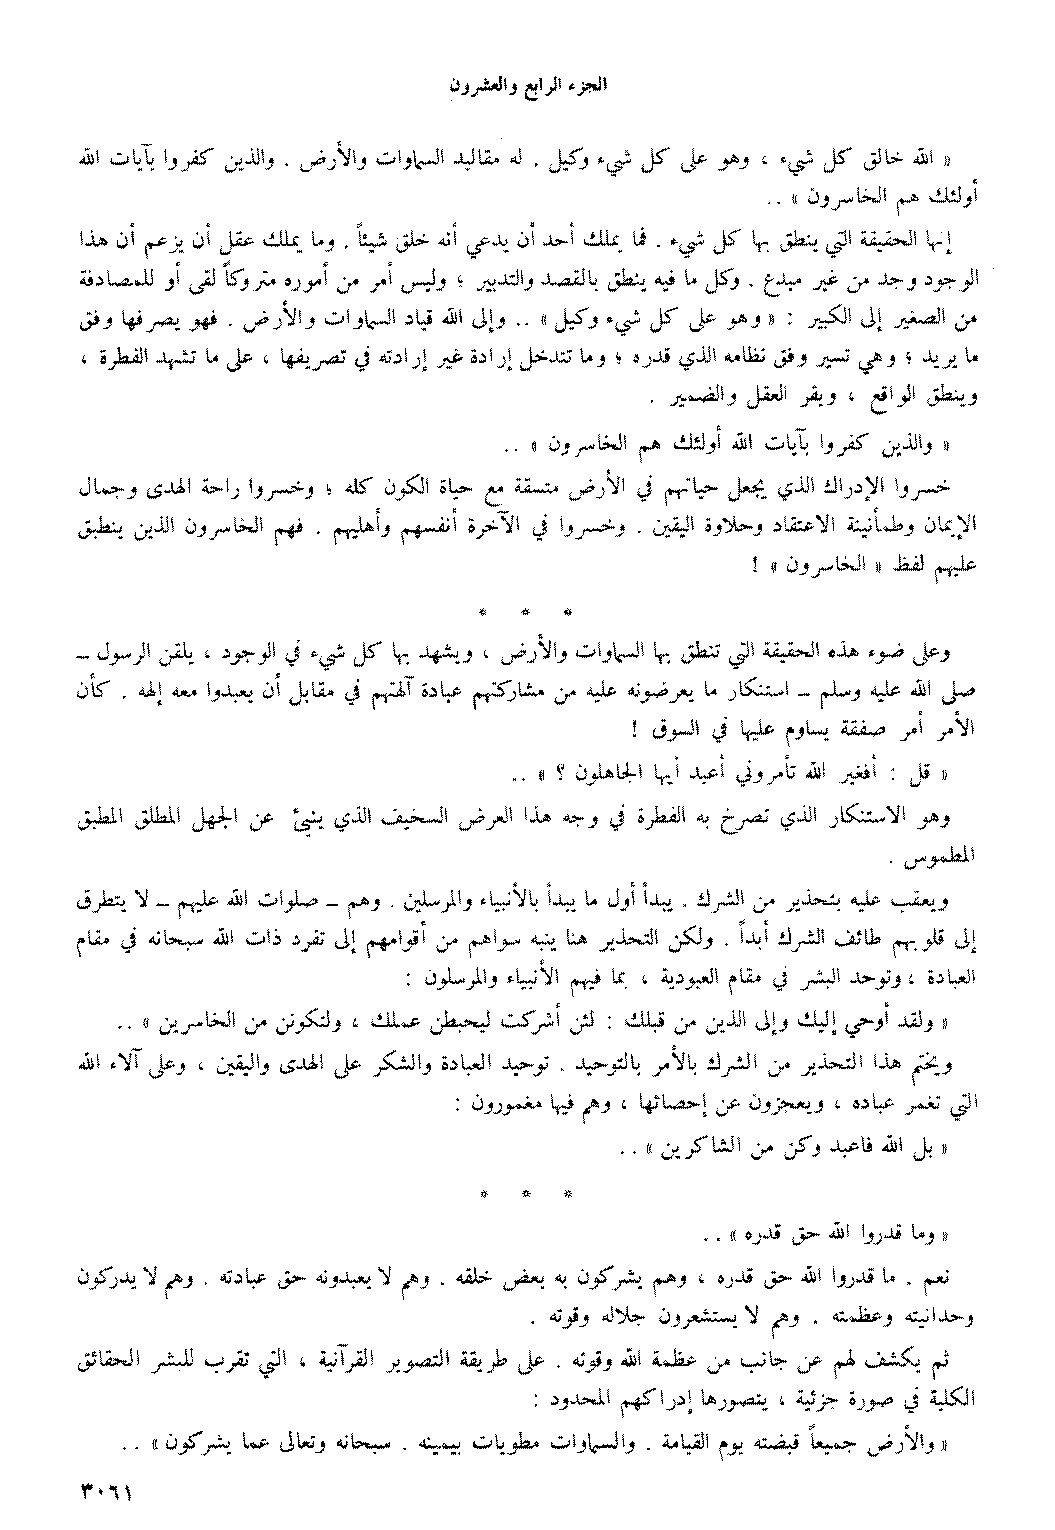 الجزء الرابع والعشرون
« الله خالق كل شيء ، وهو على كل شيء وكيل . له مقاليد السماوات والأرض . والذين كفروا بآيات الله
أولئك هم الخاسرون » ..
إنها الحقيقة التي ينطق بها كل شيء . فما يملك أحد أن يدعي أنه خلق شيئاً . وما يملك عقل أن يزعم أن هذا
الوجود وجد من غير مبدع . وكل ما فيه ينطق بالقصد والتدبير ؛ وليس أمر من أموره متروكاً لقى أو للمصادفة
من الصغير إلى الكبير : « وهو على كل شيء وكيل » .. وإلى الله قياد السماوات والأرض . فهو يصرفها وفق
ما يريد ؛ وهي تسير وفق نظامه الذي قدره ؛ وما تتدخل إرادة غير إرادته في تصريفها ، على ما تشهد الفطرة ،
وينطق الواقع ، ويقر العقل والضمير .
« والذين كفروا بآيات الله أولئك هم الخاسرون » ..
خسروا الإدراك الذي يجعل حياتهم في الأرض متسقة مع حياة الكون كله ؛ وخسروا راحة الهدى وجمال
الإيمان وطمأنينة الاعتقاد وحلاوة اليقين . وخسروا في الآخرة أنفسهم وأهليهم . فهم الخاسرون الذين ينطبق
عليهم لفظ « الخاسرون » !
* * *
وعلى ضوء هذه الحقيقة التي تنطق بها السماوات والأرض ، ويشهد بها كل شيء في الوجود ، يلقن الرسول –
صلى الله عليه وسلم – استنكار ما يعرضونه عليه من مشاركتهم عبادة آلهتهم في مقابل أن يعبدوا معه إلهه . كأن
الأمر أمر صفقة يساوم عليها في السوق !
« قل : أفغير الله تأمروني أعبد أيها الجاهلون ؟ » ..
وهو الاستنكار الذي تصرخ به الفطرة في وجه هذا العرض السخيف الذي ينبئ عن الجهل المطلق المطبق
المطموس .
ويعقب عليه بتحذير من الشرك . يبدأ أول ما يبدأ بالأنبياء والمرسلين . وهم – صلوات الله عليهم – لا يتطرق
إلى قلوبهم طائف الشرك أبداً . ولكن التحذير هنا ينبه سواهم من أقوامهم إلى تفرد ذات الله سبحانه في مقام
العبادة ، وتوحد البشر في مقام العبودية ، بما فيهم الأنبياء والمرسلون :
« ولقد أوحي إليك وإلى الذين من قبلك : لئن أشركت ليحبطن عملك ، ولتكونن من الخاسرين » ..
ويختم هذا التحذير من الشرك بالأمر بالتوحيد . توحيد العبادة والشكر على الهدى واليقين ، وعلى آلاء الله
التي تغمر عباده ، ويعجزون عن إحصائها ، وهم فيها مغمورون :
« بل الله فاعبد وكن من الشاكرين » ..
* * *
« وما قدروا الله حق قدره » ..
نعم . ما قدروا الله حق قدره ، وهم يشركون به بعض خلقه . وهم لا يعبدونه حق عبادته . وهم لا يدركون
وحدانيته وعظمته . وهم لا يستشعرون جلاله وقوته .
ثم يكشف لهم عن جانب من عظمة الله وقوته . على طريقة التصوير القرآنية ، التي تقرب للبشر الحقائق
الكلية في صورة جزئية ، يتصورها إدراكهم المحدود :
« والأرض جميعاً قبضته يوم القيامة . والسماوات مطويات بيمينه . سبحانه وتعالى عما يشركون » ..
٣٠٦١